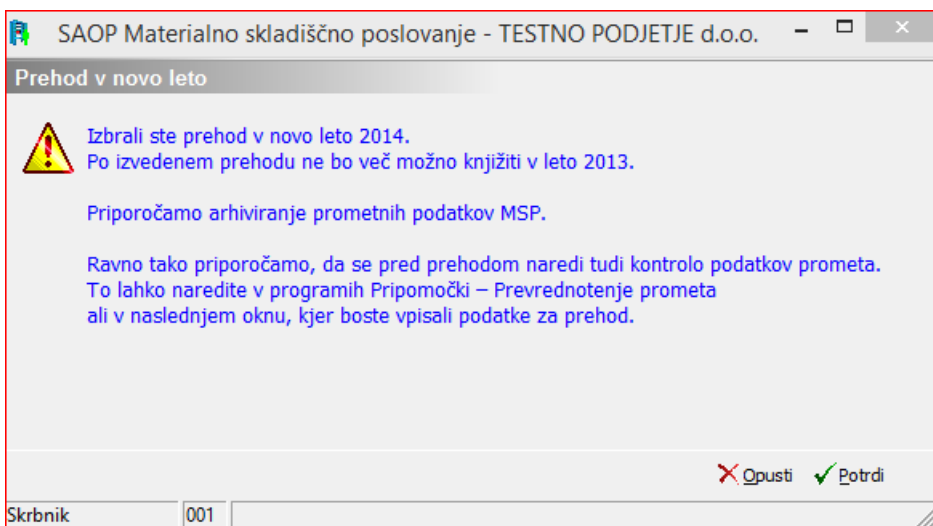 SAOP Materialno skladiščno poslovanje - TESTNO PODJETJE d.o.o.
Prehod v novo leto
Izbrali ste prehod v novo leto 2014.
Po izvedenem prehodu ne bo več možno knjižiti v leto 2013.
Priporočamo arhiviranje prometnih podatkov MSP.
Ravno tako priporočamo, da se pred prehodom naredi tudi kontrolo podatkov prometa.
To lahko naredite v programih Pripomočki – Prevrednotenje prometa
ali v naslednjem oknu, kjer boste vpisali podatke za prehod.
Opusti Potrdi
Skrbnik 001